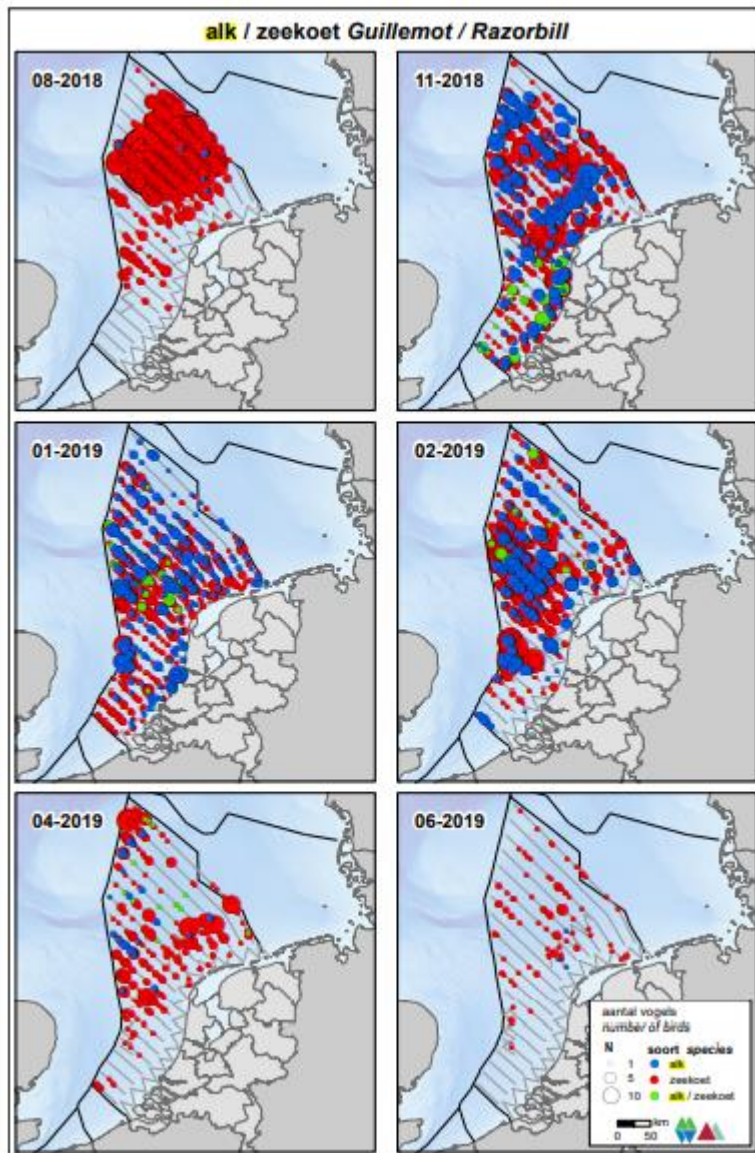 alk / zeekoet Guillemot / Razorbill
08-2018
11-2018
01-2019
02-2019
04-2019
06-2019
aantal vogels
number of birds
N soort species
1 alk
5 zeekoet
10 alk / zeekoet
km
0 50